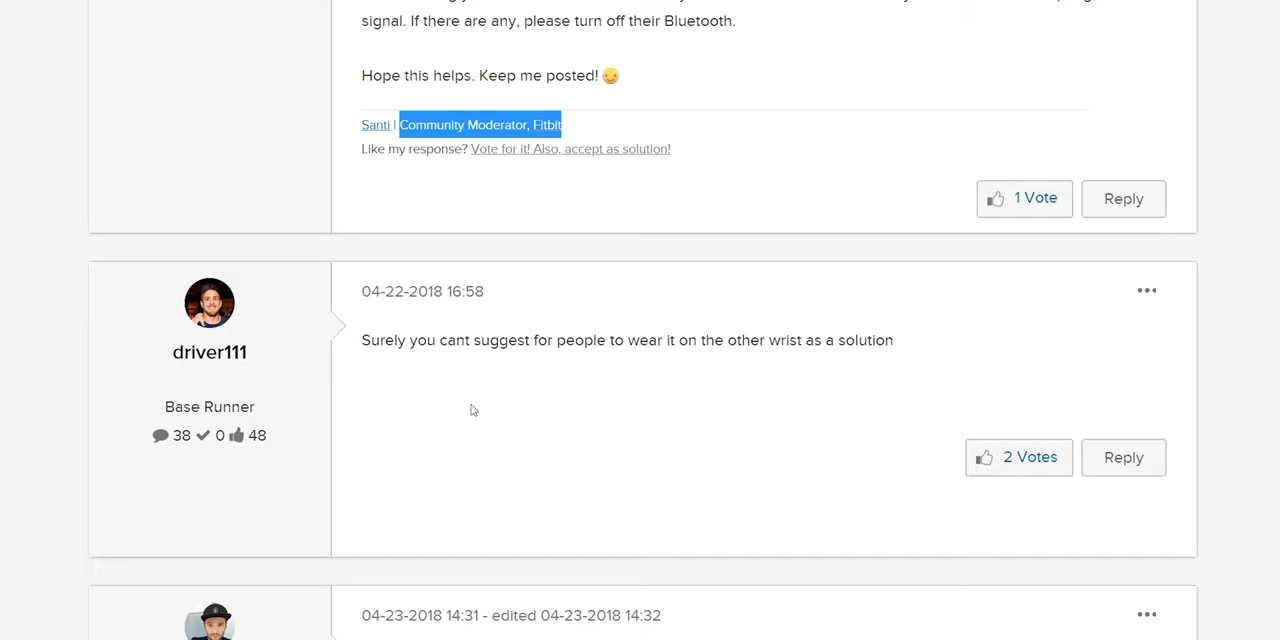 signal. If there are any, please turn off their Bluetooth.
Hope this helps. Keep me posted!
Santi | Community Moderator, Fitbit
Like my response? Vote for it! Also, accept as solution!
1 Vote
Reply
driver111
Base Runner
38 0 48
04-22-2018 16:58
Surely you cant suggest for people to wear it on the other wrist as a solution
2 Votes
Reply
04-23-2018 14:31 - edited 04-23-2018 14:32